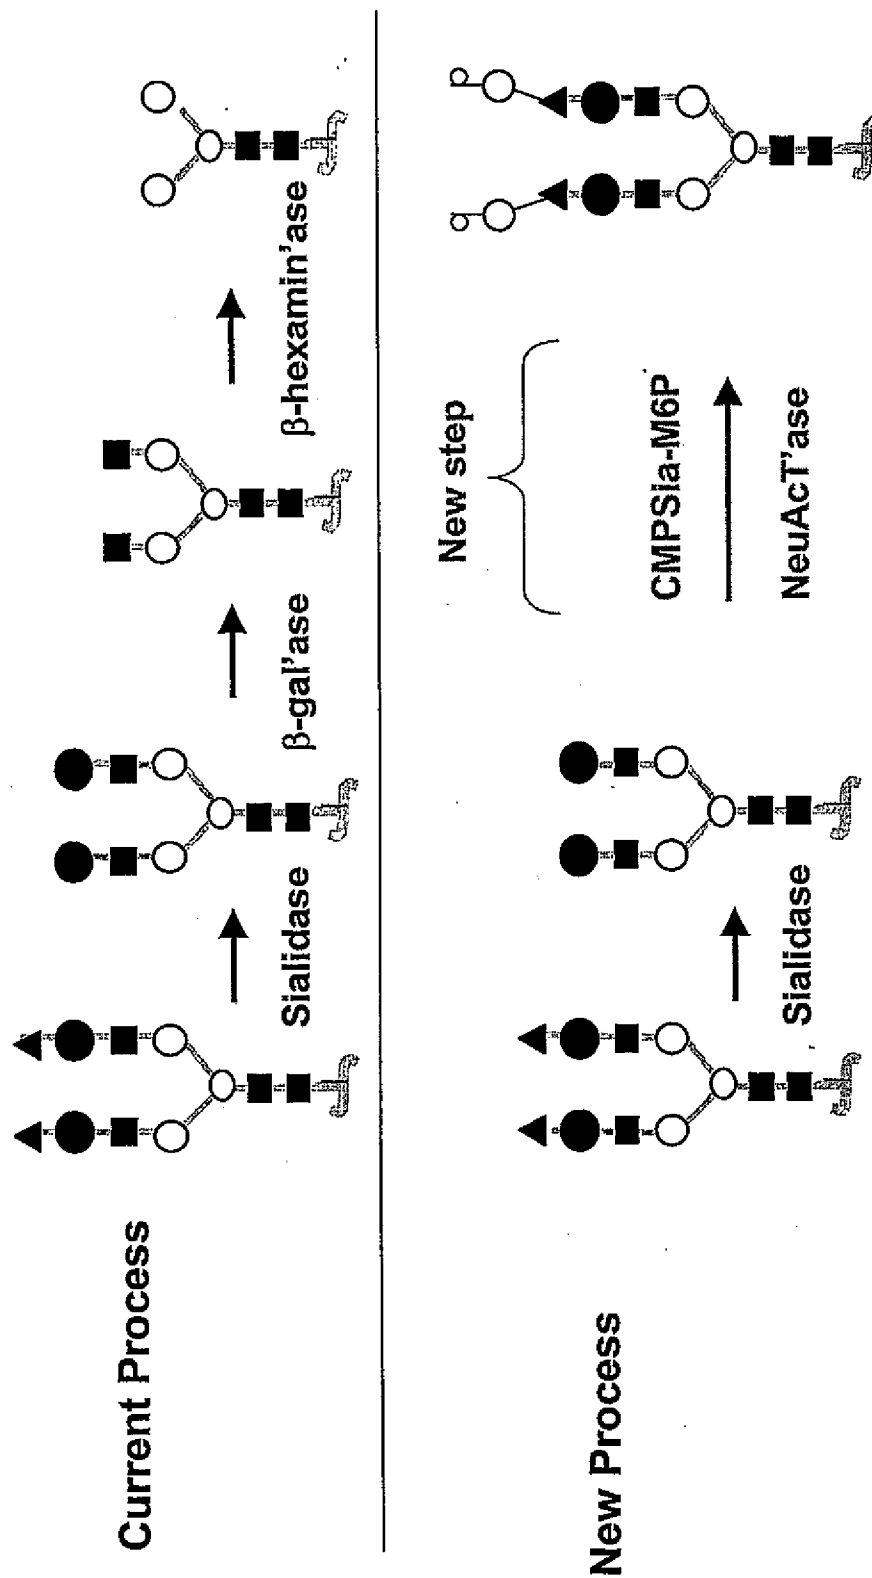 Current Process
Sialidase
β-gal'ase
β-hexamin'ase
New Process
Sialidase
New step
CMPSia-M6P
NeuAcT'ase